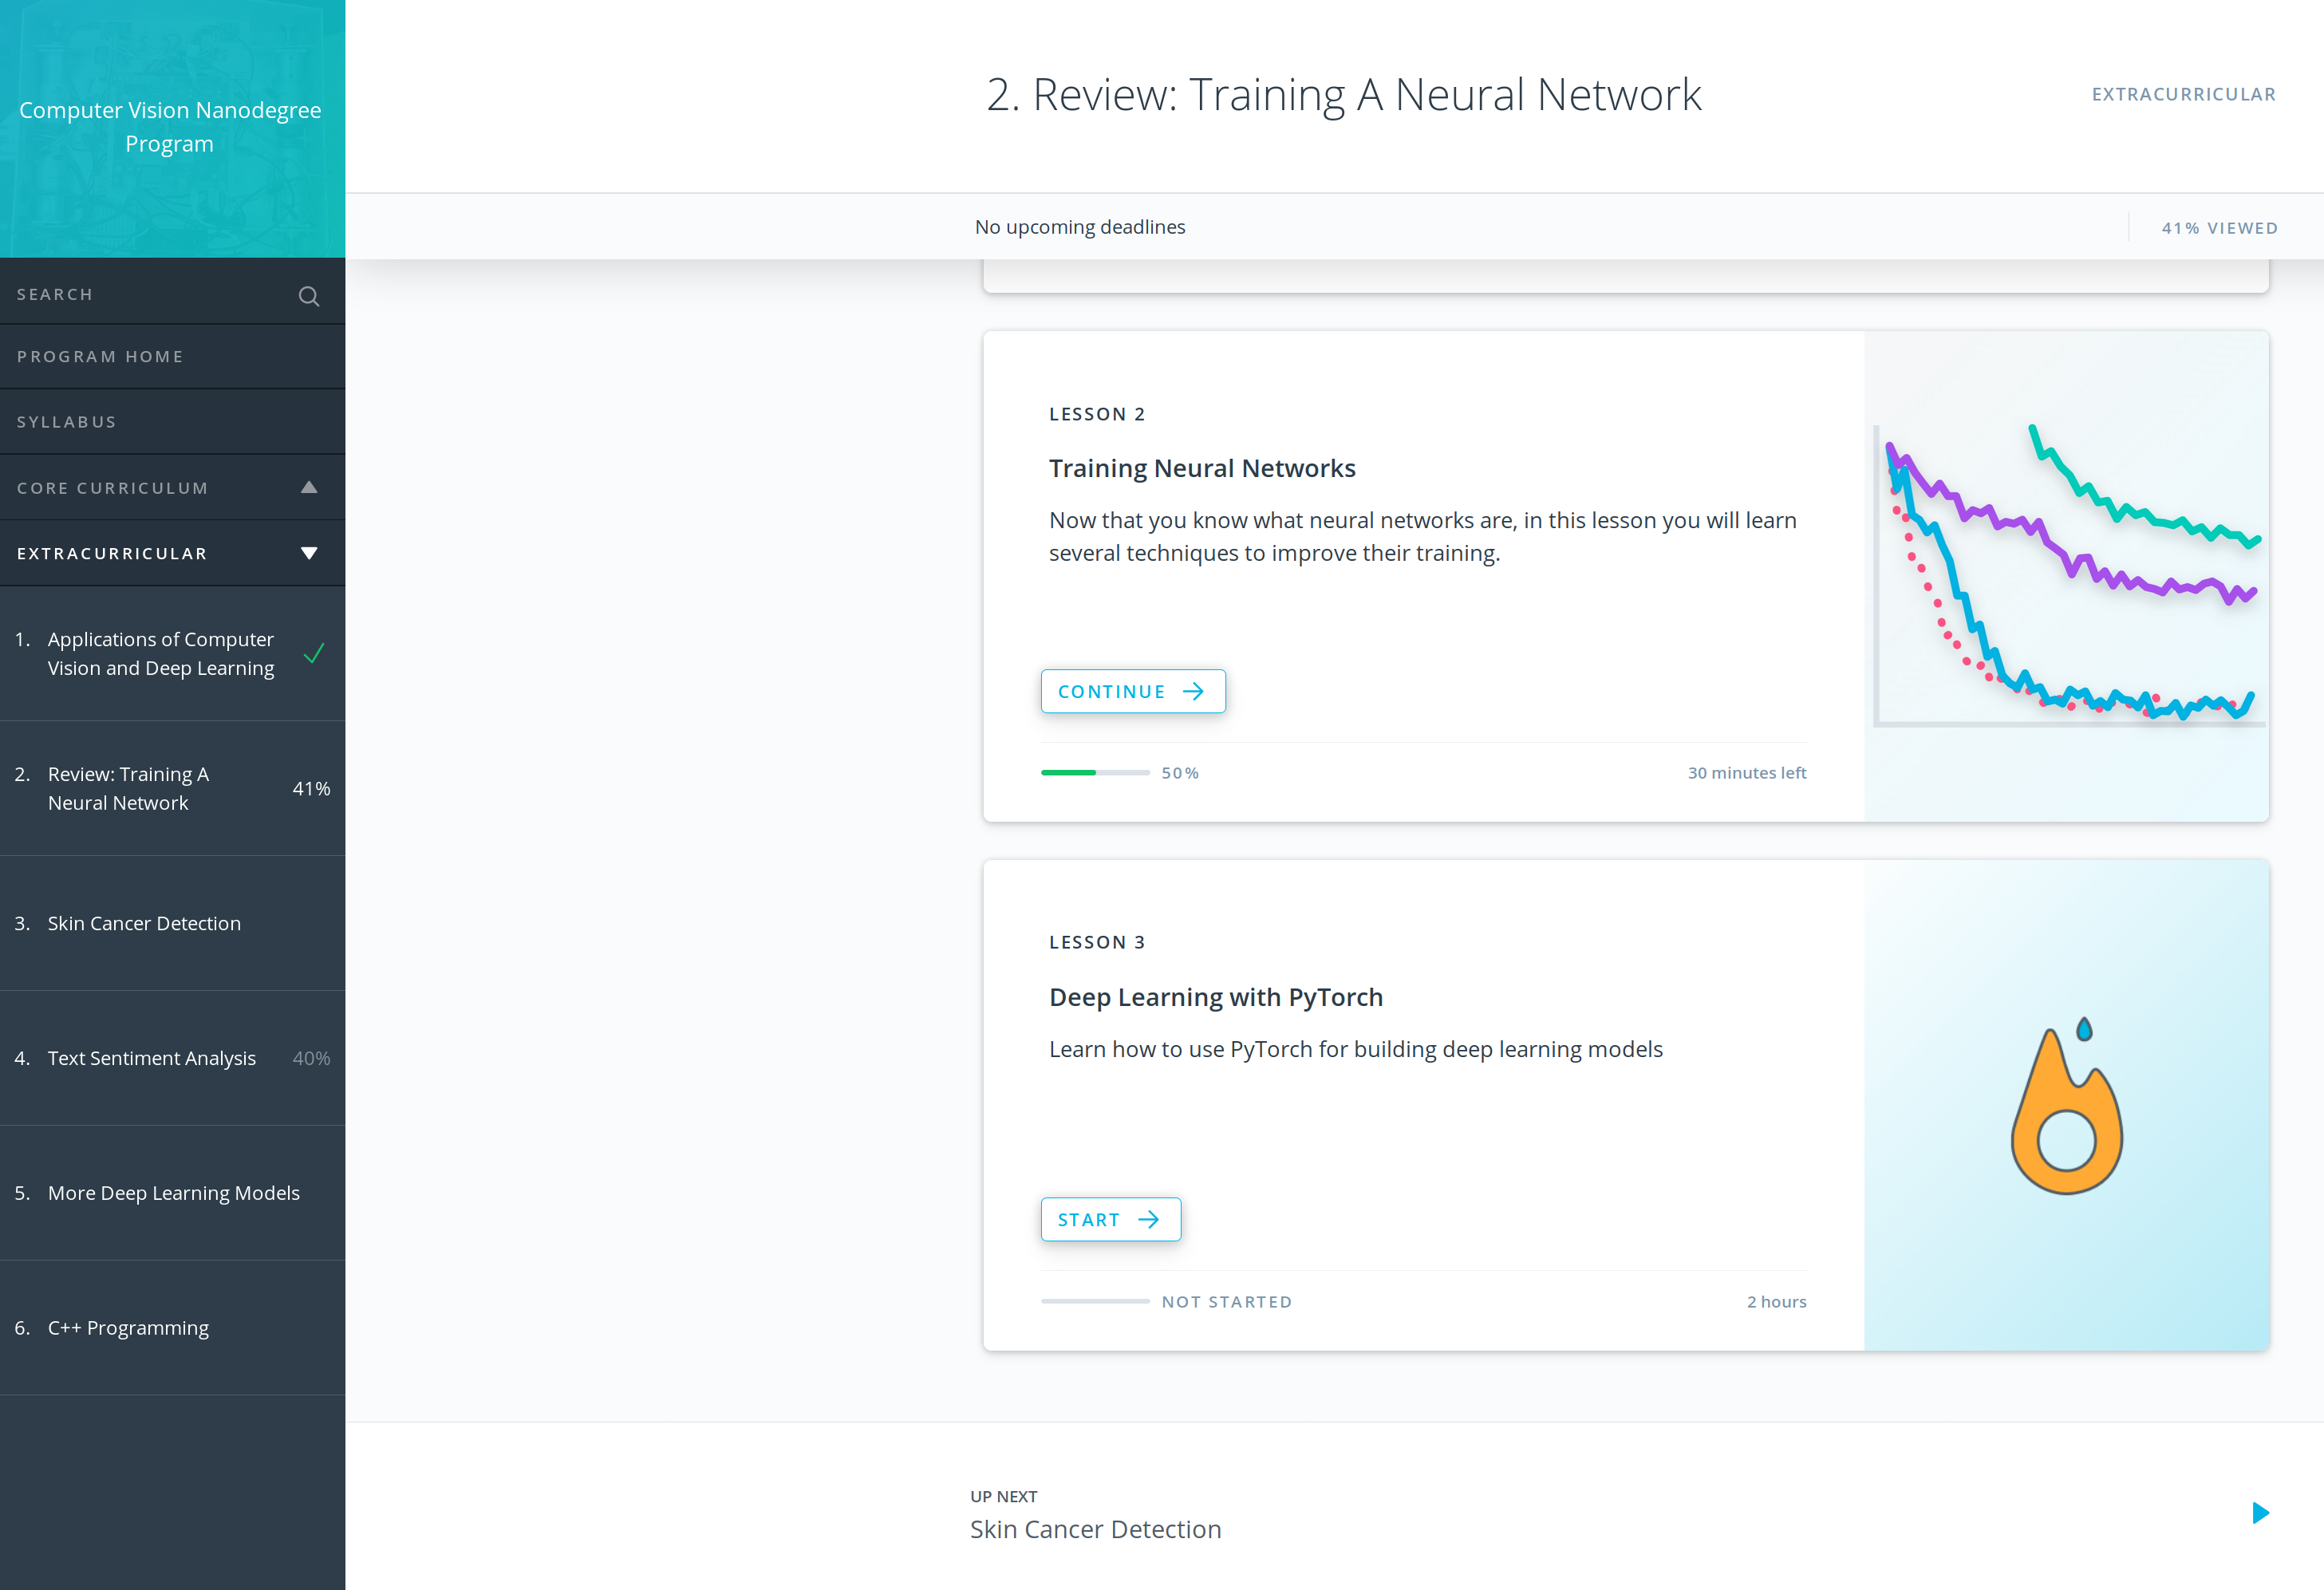 Computer Vision Nanodegree
Program
SEARCH
PROGRAM HOME
SYLLABUS
CORE CURRICULUM
EXTRACURRICULAR
1. Applications of Computer
Vision and Deep Learning
2. Review: Training A
Neural Network
41%
3. Skin Cancer Detection
4. Text Sentiment Analysis 40%
5. More Deep Learning Models
6. C++ Programming
2. Review: Training A Neural Network
EXTRACURRICULAR
No upcoming deadlines
41% VIEWED
LESSON 2
Training Neural Networks
Now that you know what neural networks are, in this lesson you will learn
several techniques to improve their training.
CONTINUE
50%
30 minutes left
LESSON 3
Deep Learning with PyTorch
Learn how to use PyTorch for building deep learning models
START
NOT STARTED
2 hours
UP NEXT
Skin Cancer Detection